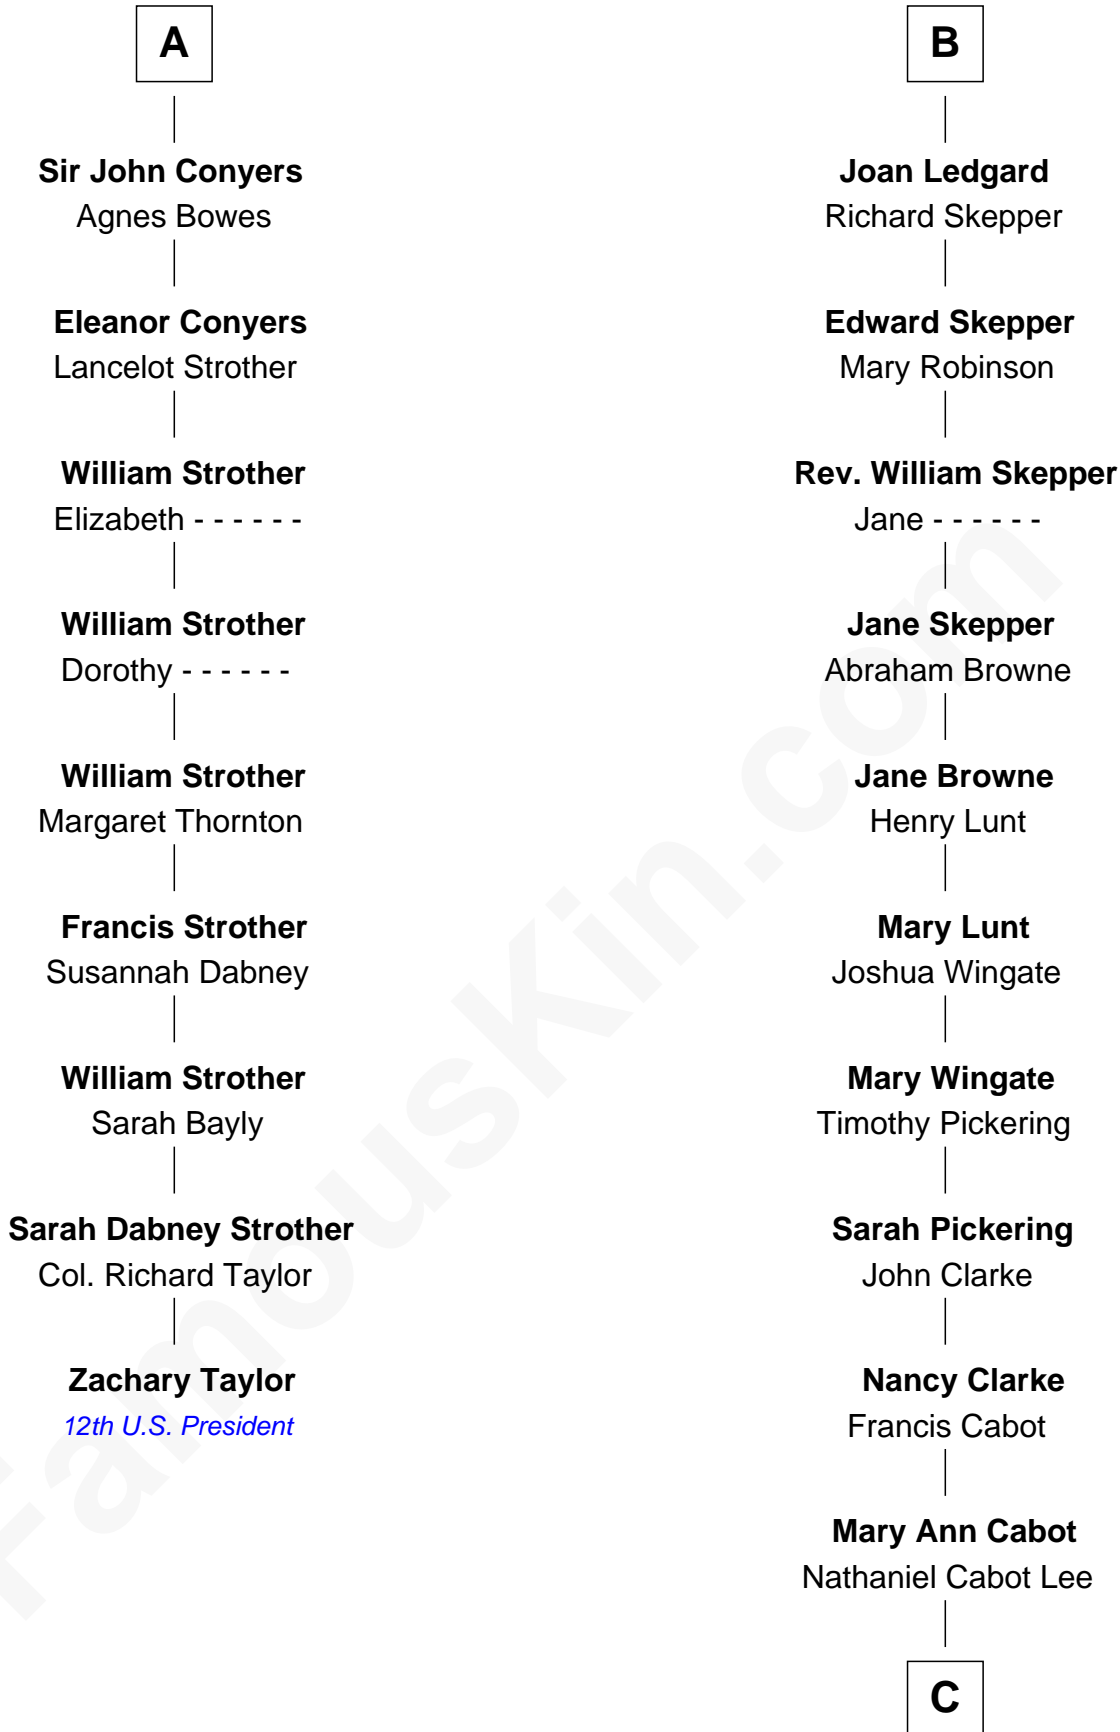 A
Sir John Conyers
Agnes Bowes
Eleanor Conyers
Lancelot Strother
William Strother
Elizabeth - - - - - -
William Strother
Dorothy - - - - - -
William Strother
Margaret Thornton
Francis Strother
Susannah Dabney
William Strother
Sarah Bayly
Sarah Dabney Strother
Col. Richard Taylor
Zachary Taylor
12th U.S. President
B
Joan Ledgard
Richard Skepper
Edward Skepper
Mary Robinson
Rev. William Skepper
Jane - - - - - -
Jane Skepper
Abraham Browne
Jane Browne
Henry Lunt
Mary Lunt
Joshua Wingate
Mary Wingate
Timothy Pickering
Sarah Pickering
John Clarke
Nancy Clarke
Francis Cabot
Mary Ann Cabot
Nathaniel Cabot Lee
C
FamousKin.com